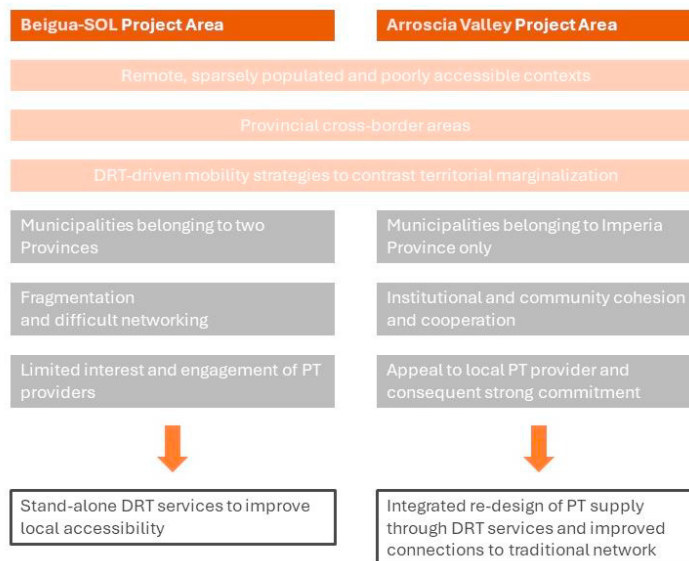 Beigua-SOL Project Area
Arroscia Valley Project Area
Remote, sparsely populated and poorly accessible contexts
Provincial cross-border areas
DRT-driven mobility strategies to contrast territorial marginalization
Municipalities belonging to two
Provinces
Municipalities belonging to Imperia
Province only
Fragmentation
and difficult networking
Institutional and community cohesion
and cooperation
Limited interest and engagement of PT
providers
Appeal to local PT provider and
consequent strong commitment
Stand-alone DRT services to improve
local accessibility
Integrated re-design of PT supply
through DRT services and improved
connections to traditional network